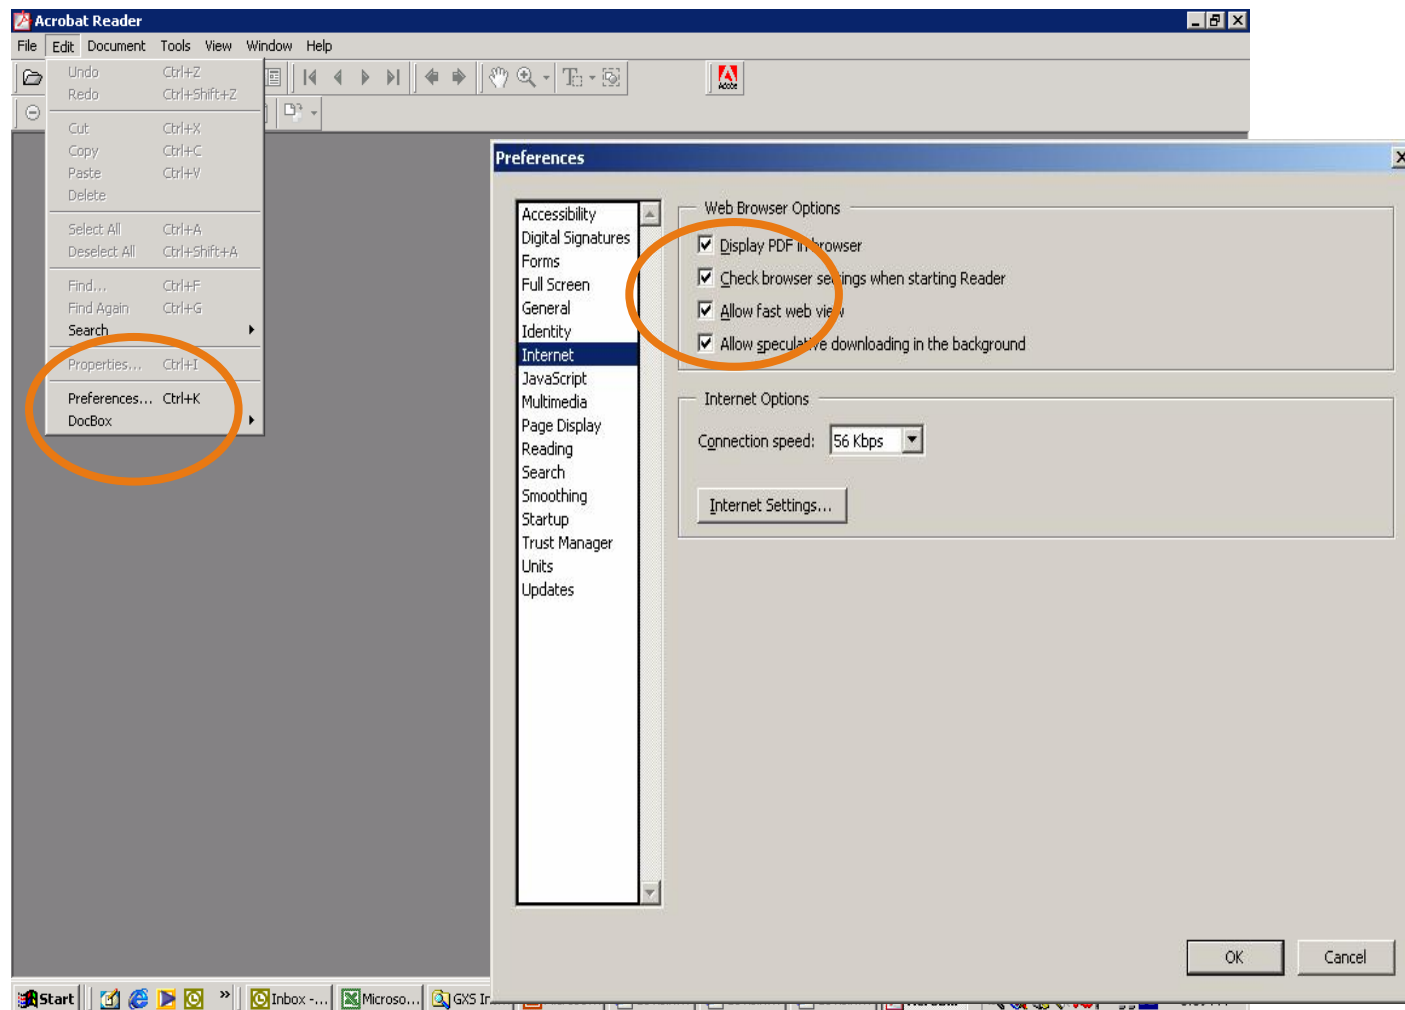 Acrobat Reader
File Edit Document Tools View Window Help
Adobe
Undo Ctrl+Z
Redo Ctrl+Shift+Z
Cut Ctrl+X
Copy Ctrl+C
Paste Ctrl+V
Delete
Select All Ctrl+A
Deselect All Ctrl+Shift+A
Find... Ctrl+F
Find Again Ctrl+G
Search
Properties... Ctrl+I
Preferences... Ctrl+K
DocBox
Preferences
Accessibility
Digital Signatures
Forms
Full Screen
General
Identity
Internet
JavaScript
Multimedia
Page Display
Reading
Search
Smoothing
Startup
Trust Manager
Units
Updates
Web Browser Options
Display PDF in browser
Check browser settings when starting Reader
Allow fast web view
Allow speculative downloading in the background
Internet Options
Connection speed: 56 Kbps
Internet Settings...
OK Cancel
Start Inbox -... Microso... GXS